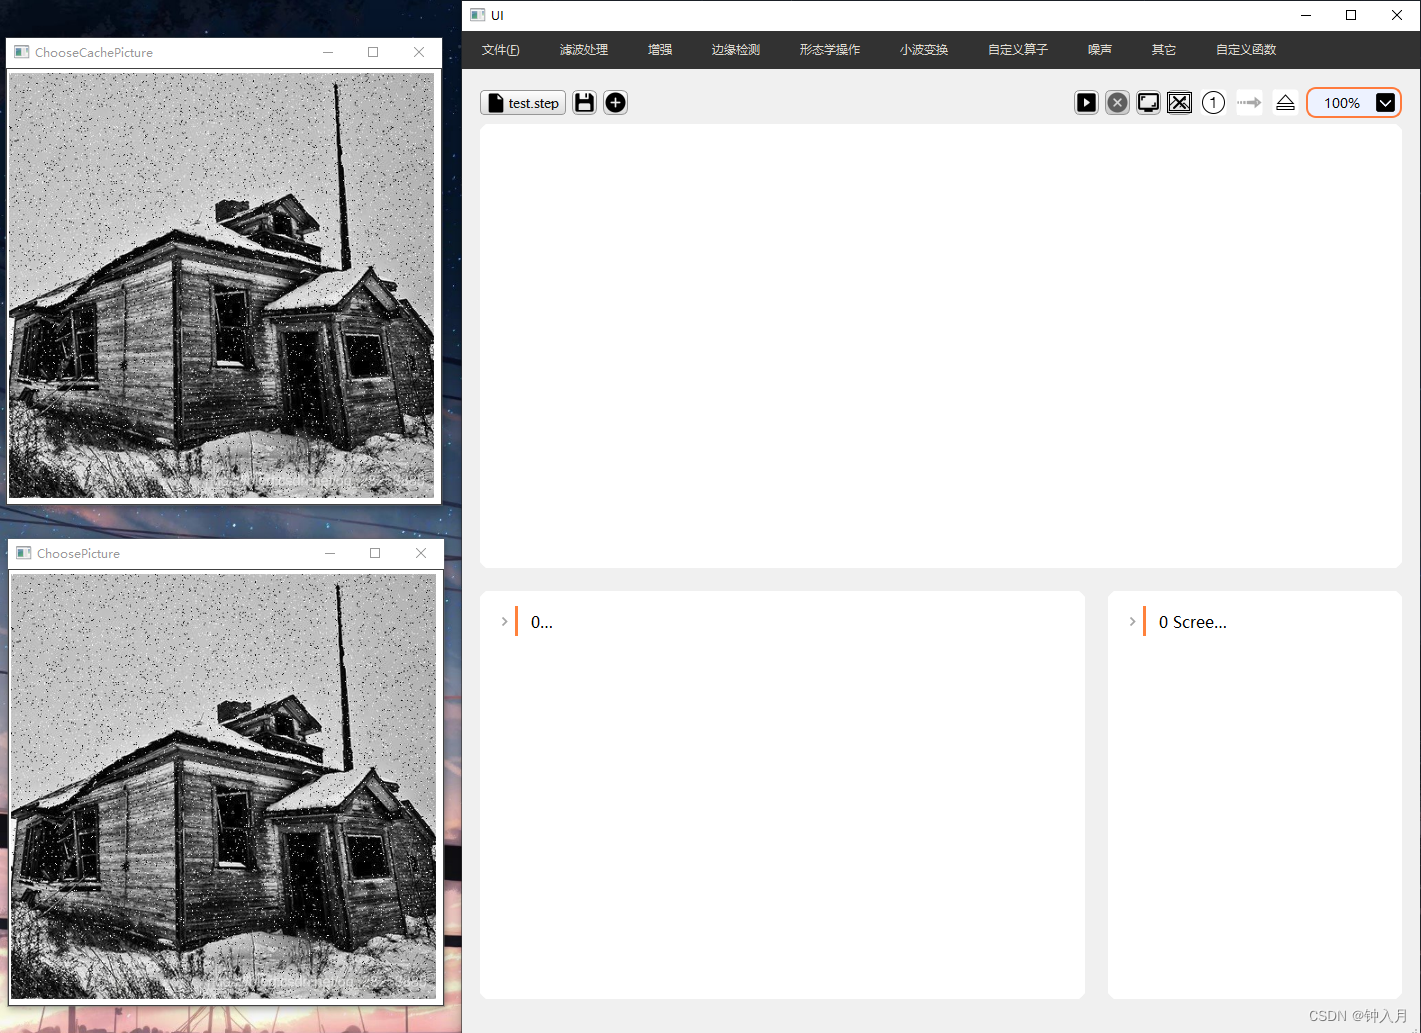 ChooseCachePicture
ChoosePicture
UI
文件(F)
滤波处理
增强
边缘检测
形态学操作
小波变换
自定义算子
噪声
其它
自定义函数
test.step
1
100%
0...
0 Scree...
CSDN @钟入月